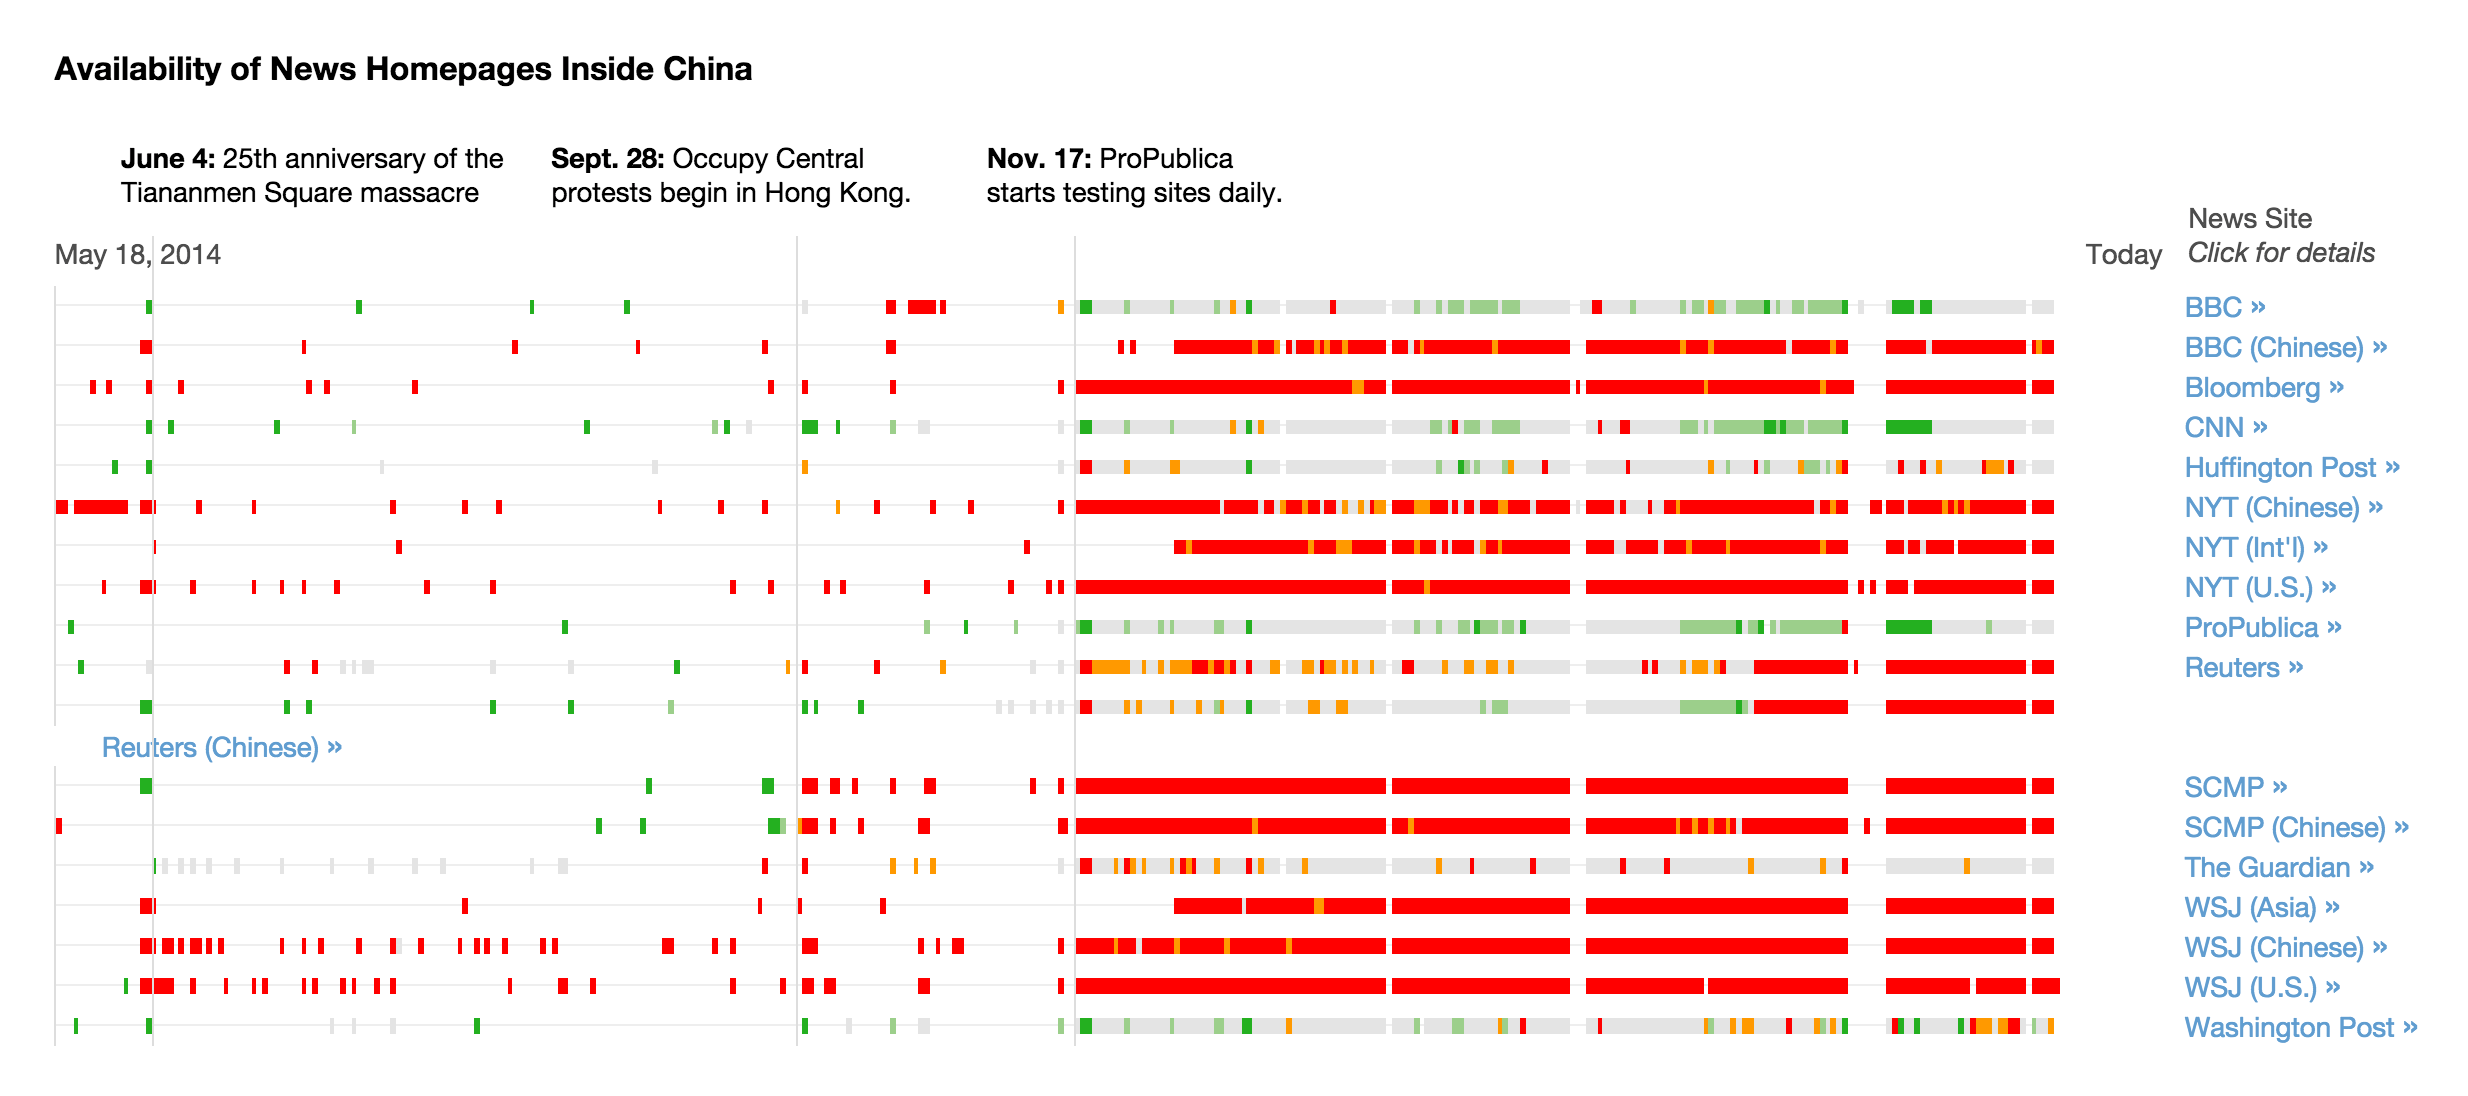 Availability of News Homepages Inside China
June 4: 25th anniversary of the
Tiananmen Square massacre
Sept. 28: Occupy Central
protests begin in Hong Kong.
Nov. 17: ProPublica
starts testing sites daily.
News Site
Click for details
May 18, 2014
Today
BBC »
BBC (Chinese) »
Bloomberg »
CNN »
Huffington Post »
NYT (Chinese) »
NYT (Int'l) »
NYT (U.S.) »
ProPublica »
Reuters »
Reuters (Chinese) »
SCMP »
SCMP (Chinese) »
The Guardian »
WSJ (Asia) »
WSJ (Chinese) »
WSJ (U.S.) »
Washington Post »